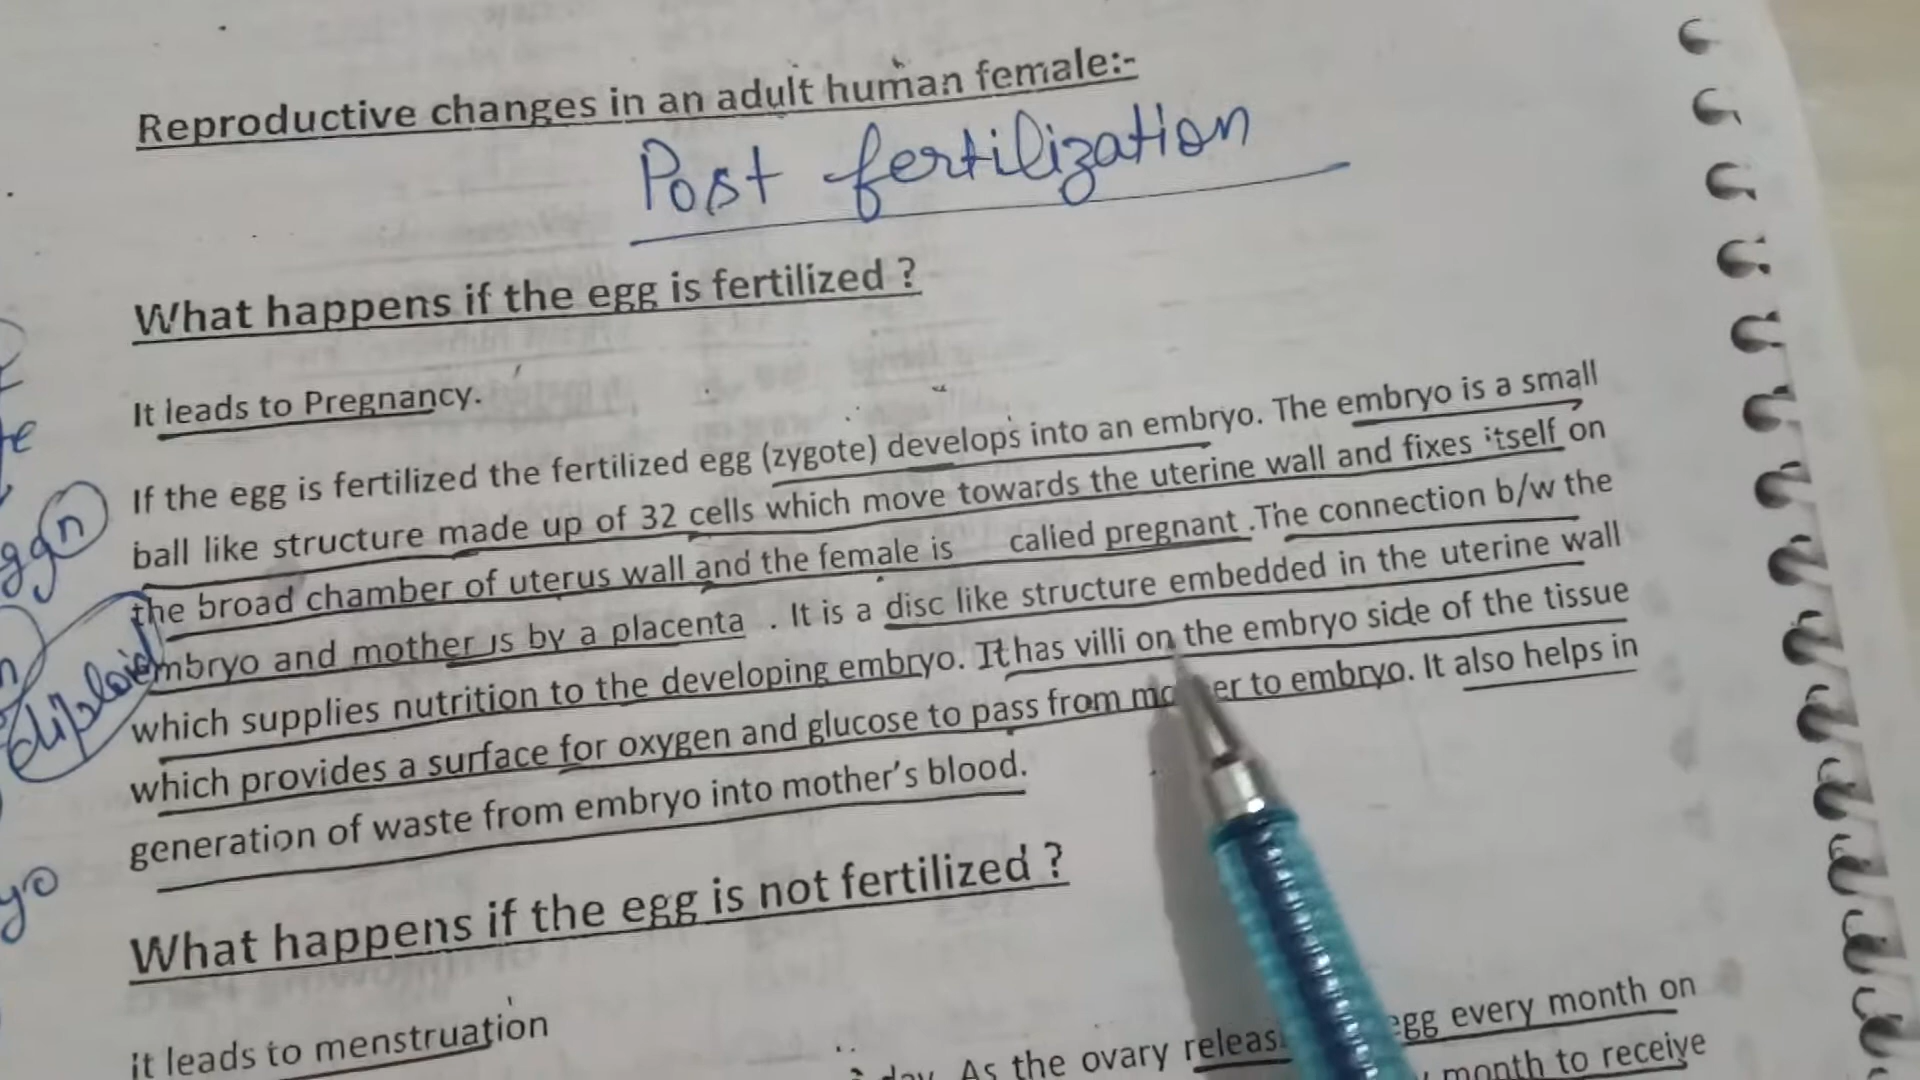 Reproductive changes in an adult human female:-
Post fertilization
What happens if the egg is fertilized ?
It leads to Pregnancy.
If the egg is fertilized the fertilized egg (zygote) develops into an embryo. The embryo is a small
ball like structure made up of 32 cells which move towards the uterine wall and fixes itself on
the broad chamber of uterus wall and the female is called pregnant .The connection b/w the
embryo and mother is by a placenta . It is a disc like structure embedded in the uterine wall
which supplies nutrition to the developing embryo. It has villi on the embryo side of the tissue
which provides a surface for oxygen and glucose to pass from mother to embryo. It also helps in
generation of waste from embryo into mother's blood.
diploid
What happens if the egg is not fertilized ?
it leads to menstruation
day. As the ovary egg every month on
month to receive